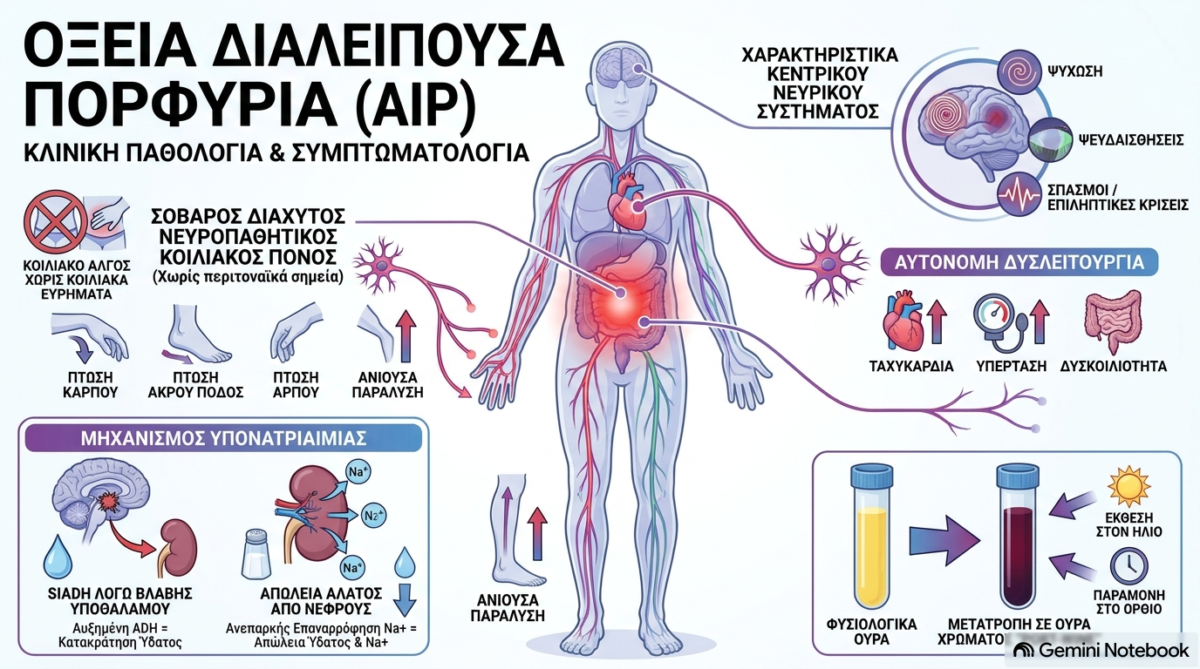 ΟΞΕΙΑ ΔΙΑΛΕΙΠΟΥΣΑ
ΠΟΡΦΥΡΙΑ (AIP)
ΚΛΙΝΙΚΗ ΠΑΘΟΛΟΓΙΑ & ΣΥΜΠΤΩΜΑΤΟΛΟΓΙΑ
ΚΟΙΛΙΑΚΟ ΑΛΓΟΣ
ΧΩΡΙΣ ΚΟΙΛΙΑΚΑ
ΕΥΡΗΜΑΤΑ
ΣΟΒΑΡΟΣ ΔΙΑΧΥΤΟΣ
ΝΕΥΡΟΠΑΘΗΤΙΚΟΣ
ΚΟΙΛΙΑΚΟΣ ΠΟΝΟΣ
(Χωρίς περιτοναϊκά σημεία)
ΠΤΩΣΗ
ΚΑΡΠΟΥ
ΠΤΩΣΗ
ΑΚΡΟΥ ΠΟΔΟΣ
ΠΤΩΣΗ
ΑΡΠΟΥ
ΑΝΙΟΥΣΑ
ΠΑΡΑΛΥΣΗ
ΜΗΧΑΝΙΣΜΟΣ ΥΠΟΝΑΤΡΙΑΙΜΙΑΣ
Na⁺
N2⁺
Na⁺
SIADH ΛΟΓΩ ΒΛΑΒΗΣ
ΥΠΟΘΑΛΑΜΟΥ
Αυξημένη ADH =
Κατακράτηση Ύδατος
ΑΠΩΛΕΙΑ ΑΛΑΤΟΣ
ΑΠΟ ΝΕΦΡΟΥΣ
Ανεπαρκής Επαναρρόφηση Na+ =
Απώλεια Ύδατος & Na+
ΑΝΙΟΥΣΑ
ΠΑΡΑΛΥΣΗ
ΧΑΡΑΚΤΗΡΙΣΤΙΚΑ
ΚΕΝΤΡΙΚΟΥ
ΝΕΥΡΙΚΟΥ
ΣΥΣΤΗΜΑΤΟΣ
ΨΥΧΩΣΗ
ΨΕΥΔΑΙΣΘΗΣΕΙΣ
ΣΠΑΣΜΟΙ /
ΕΠΙΛΗΠΤΙΚΕΣ ΚΡΙΣΕΙΣ
ΑΥΤΟΝΟΜΗ ΔΥΣΛΕΙΤΟΥΡΓΙΑ
ΤΑΧΥΚΑΡΔΙΑ
ΥΠΕΡΤΑΣΗ
ΔΥΣΚΟΙΛΙΟΤΗΤΑ
ΕΚΘΕΣΗ
ΣΤΟΝ ΗΛΙΟ
ΠΑΡΑΜΟΝΗ
ΣΤΟ ΟΡΘΙΟ
ΦΥΣΙΟΛΟΓΙΚΑ
ΟΥΡΑ
ΜΕΤΑΤΡΟΠΗ ΣΕ ΟΥΡΑ
Gemini Notebook